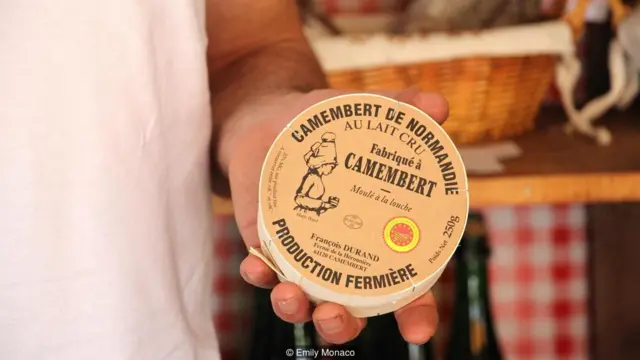 CAMEMBERT DE NORMANDIE
AU LAIT CRU
Fabriqué à
CAMEMBERT
Moulé à la louche
François DURAND
Ferme de la Héronnière
61120 CAMEMBERT
Poids Net 250g
PRODUCTION FERMIÈRE
© Emily Monaco